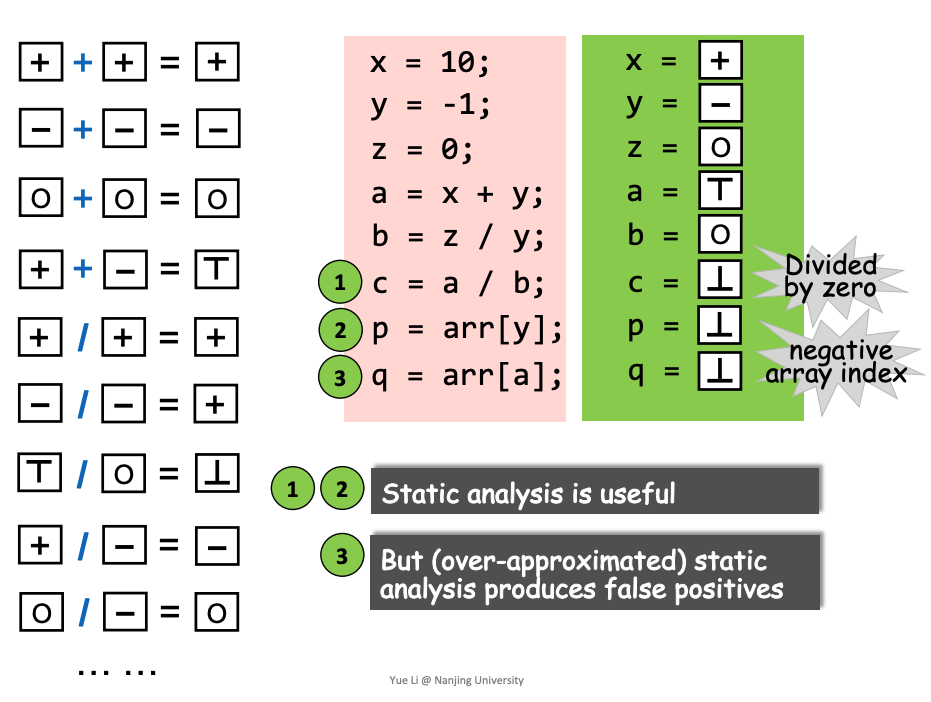 + + + = +
− + − = −
O + O = O
+ + − = ⊤
+ / + = +
− / − = +
⊤ / O = ⊥
+ / − = −
O / − = O
... ...
x = 10;
y = -1;
z = 0;
a = x + y;
b = z / y;
1 c = a / b;
2 p = arr[y];
3 q = arr[a];
x = +
y = −
z = O
a = ⊤
b = O
c = ⊥
p = ⊥
q = ⊥
Divided
by zero
negative
array index
1 2 Static analysis is useful
3 But (over-approximated) static
analysis produces false positives
Yue Li @ Nanjing University